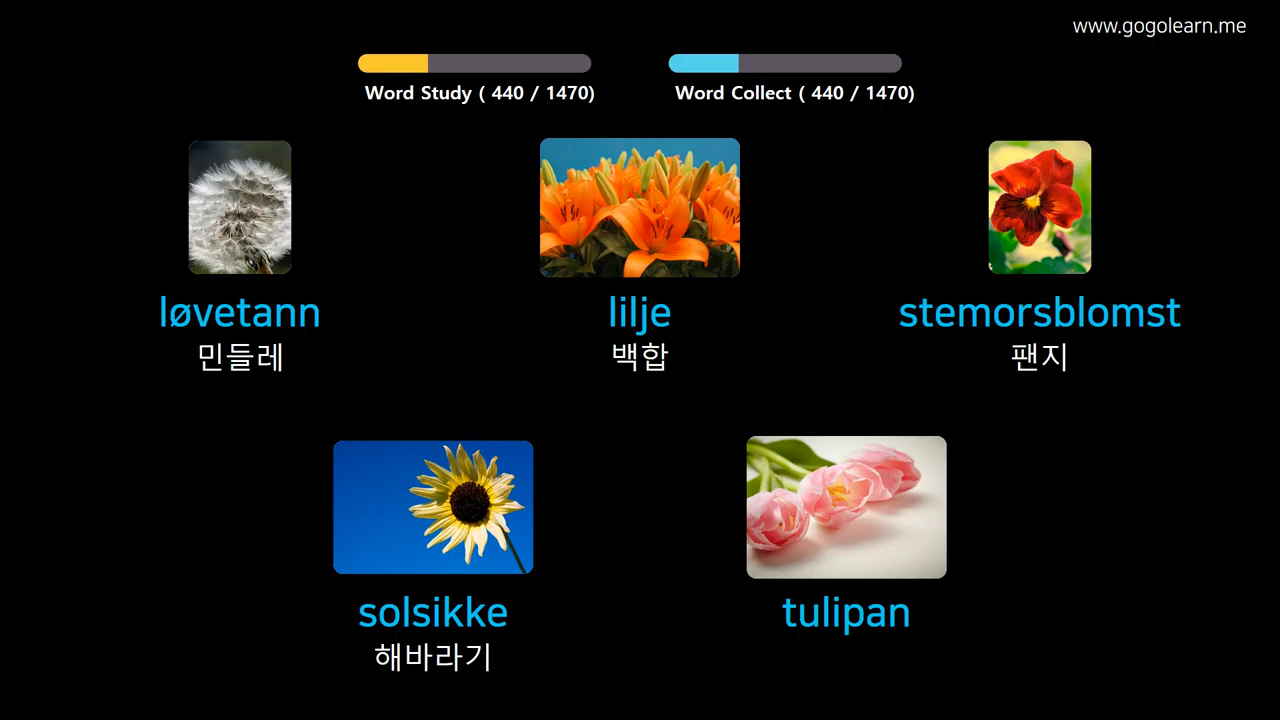 www.gogolearn.me
Word Study ( 440 / 1470)
Word Collect ( 440 / 1470)
løvetann
민들레
lilje
백합
stemorsblomst
팬지
solsikke
해바라기
tulipan